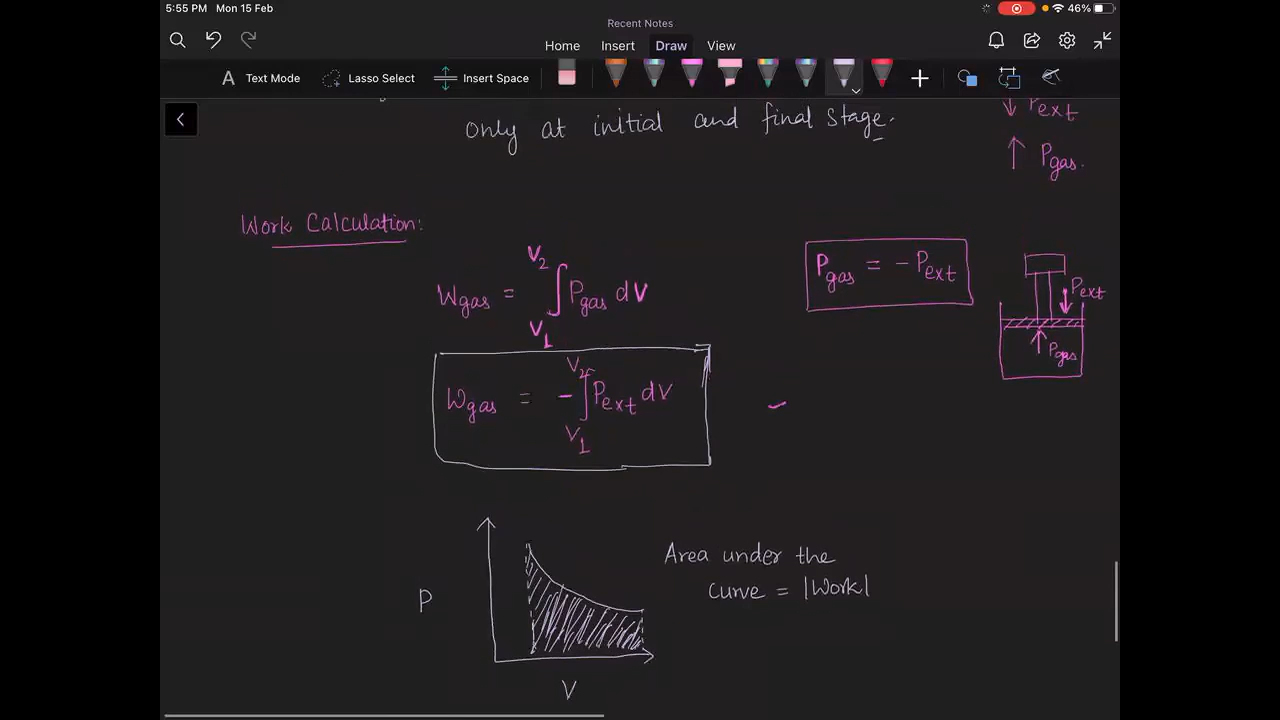 5:55 PM Mon 15 Feb
46%
Recent Notes
Home Insert Draw View
Text Mode Lasso Select Insert Space
only at initial and final stage.
↓ Pext
↑ Pgas.
Work Calculation:
Wgas = V2 ∫ V1 Pgas dV
Pgas = - Pext
Pext
Pgas
Wgas = - V2 ∫ V1 Pext dV
Area under the
curve = |Work|
P
V